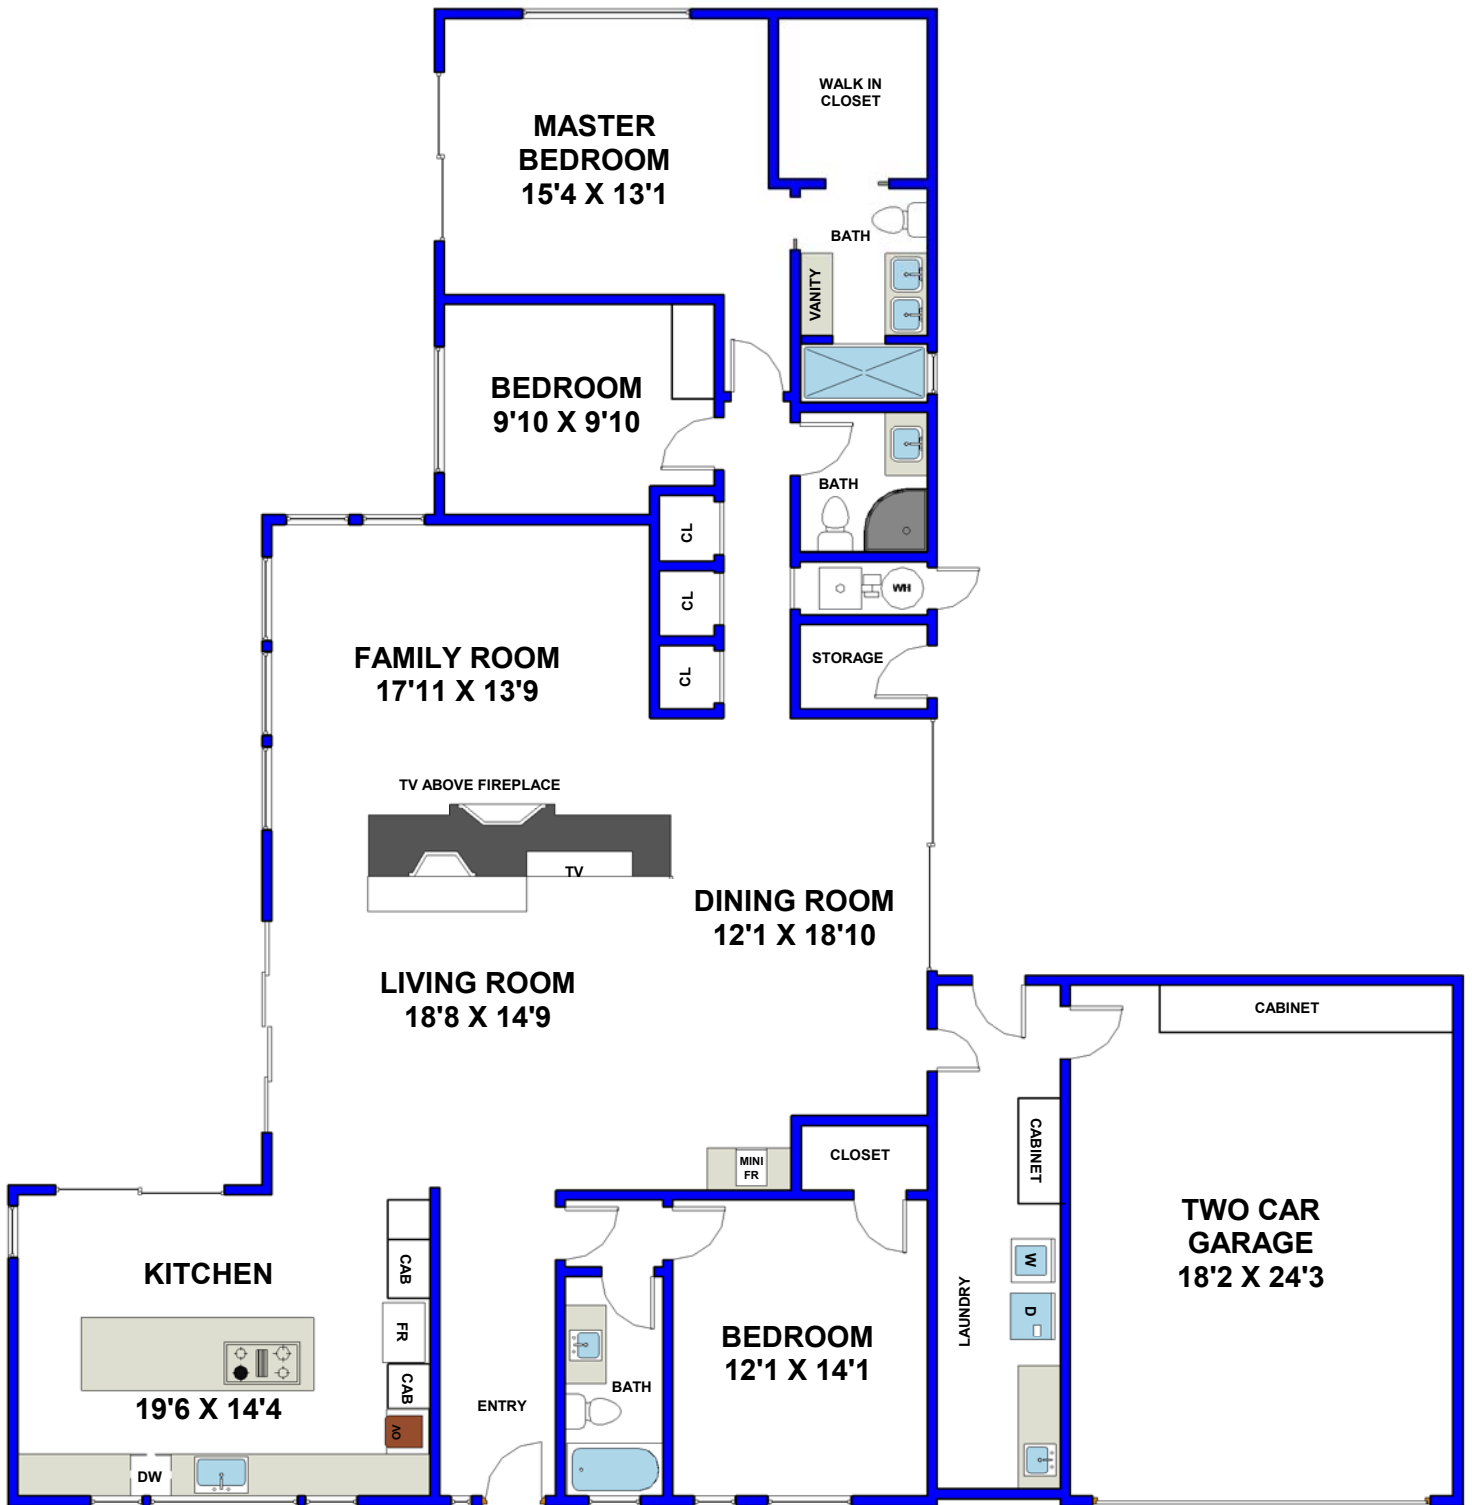 WALK IN
CLOSET
MASTER
BEDROOM
15'4 X 13'1
BATH
VANITY
BEDROOM
9'10 X 9'10
BATH
CL
CL
CL
WH
STORAGE
FAMILY ROOM
17'11 X 13'9
TV ABOVE FIREPLACE
TV
DINING ROOM
12'1 X 18'10
LIVING ROOM
18'8 X 14'9
CABINET
CABINET
CLOSET
MINI
FR
TWO CAR
GARAGE
18'2 X 24'3
KITCHEN
19'6 X 14'4
CAB
FR
CAB
OV
DW
ENTRY
BATH
BEDROOM
12'1 X 14'1
LAUNDRY
W
D